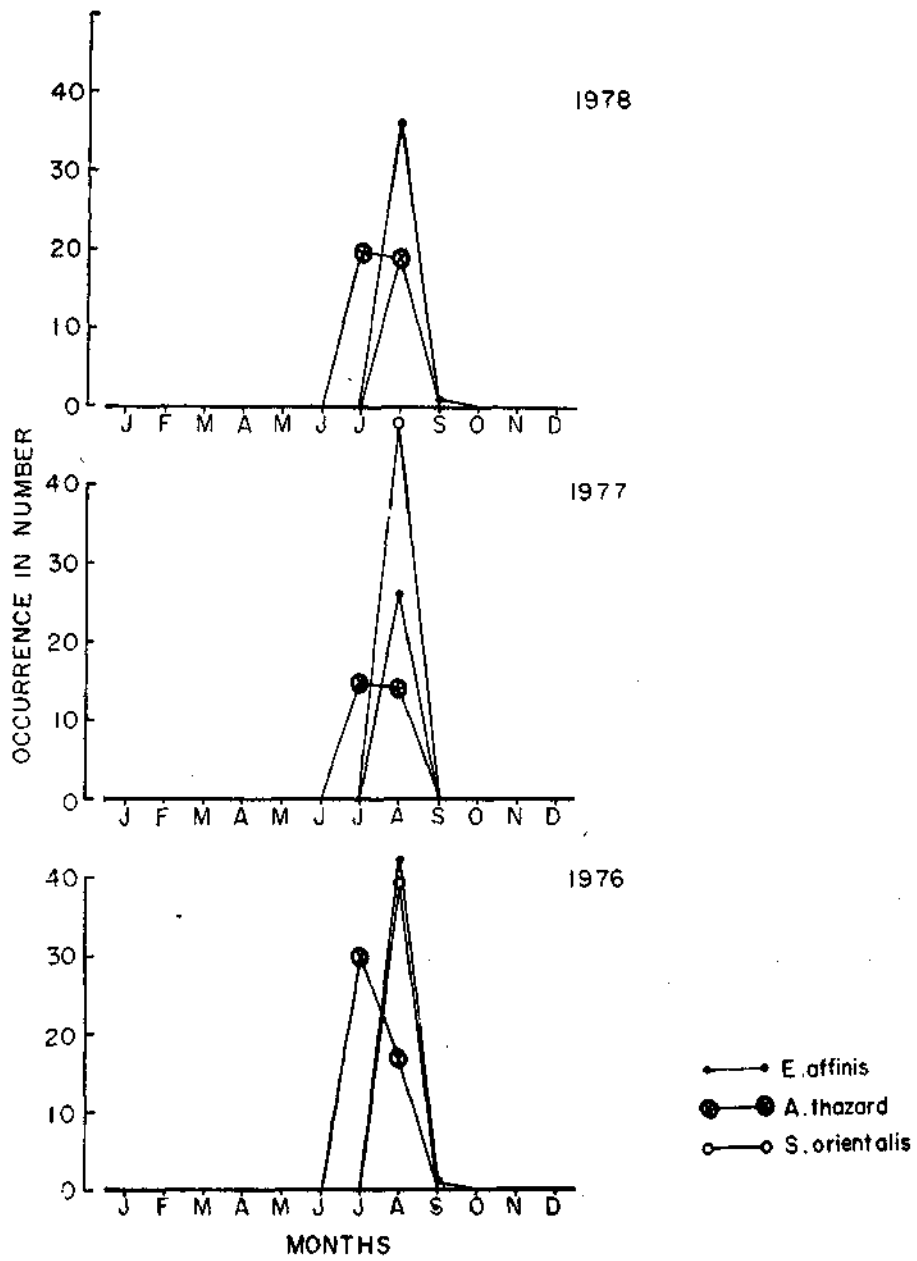 1978
40
30
20
10
0
J F M A M J J S O N D
OCCURRENCE IN NUMBER
1977
40
30
20
10
0
J F M A M J J A S O N D
1976
40
30
20
10
0
J F M A M J J A S O N D
MONTHS
E. affinis
A. thazard
S. orientalis